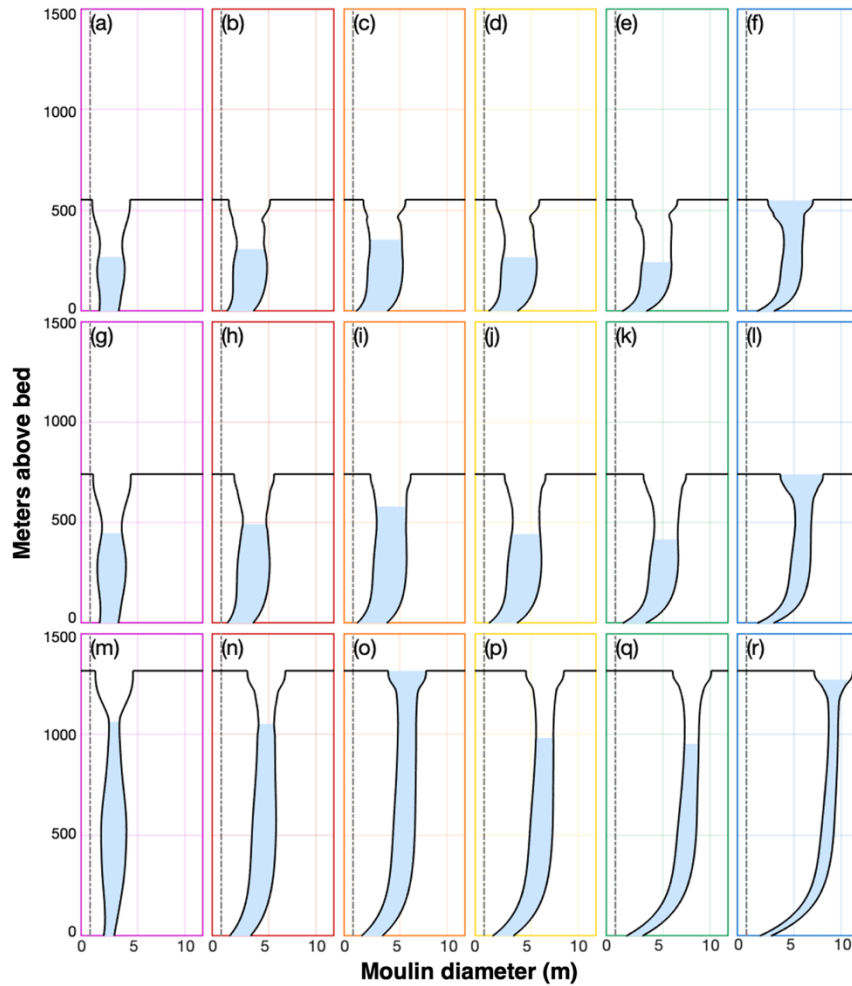 1500 (a) (b) (c) (d) (e) (f)
1000
500
0
1500 (g) (h) (i) (j) (k) (l)
1000
500
0
1500 (m) (n) (o) (p) (q) (r)
1000
500
0
0 5 10 0 5 10 0 5 10 0 5 10 0 5 10 0 5 10
Meters above bed
Moulin diameter (m)